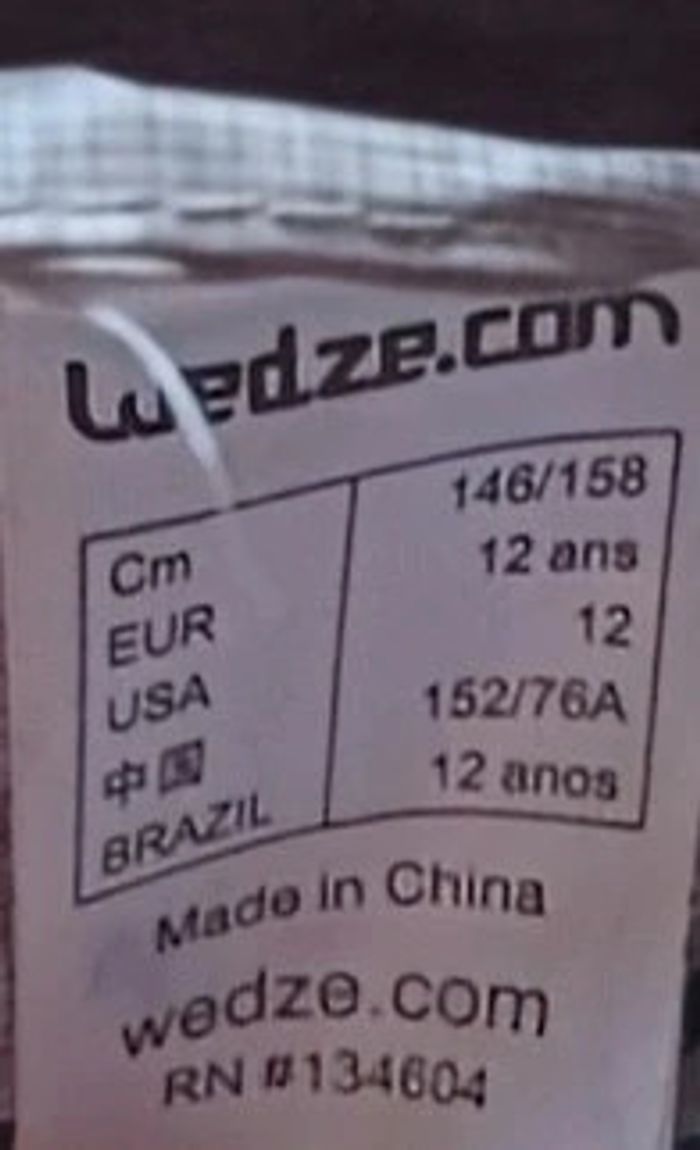 wedze.com
Cm 146/158
EUR 12 ans
USA 12
中国 152/76A
BRAZIL 12 anos
Made in China
wedze.com
RN #134604